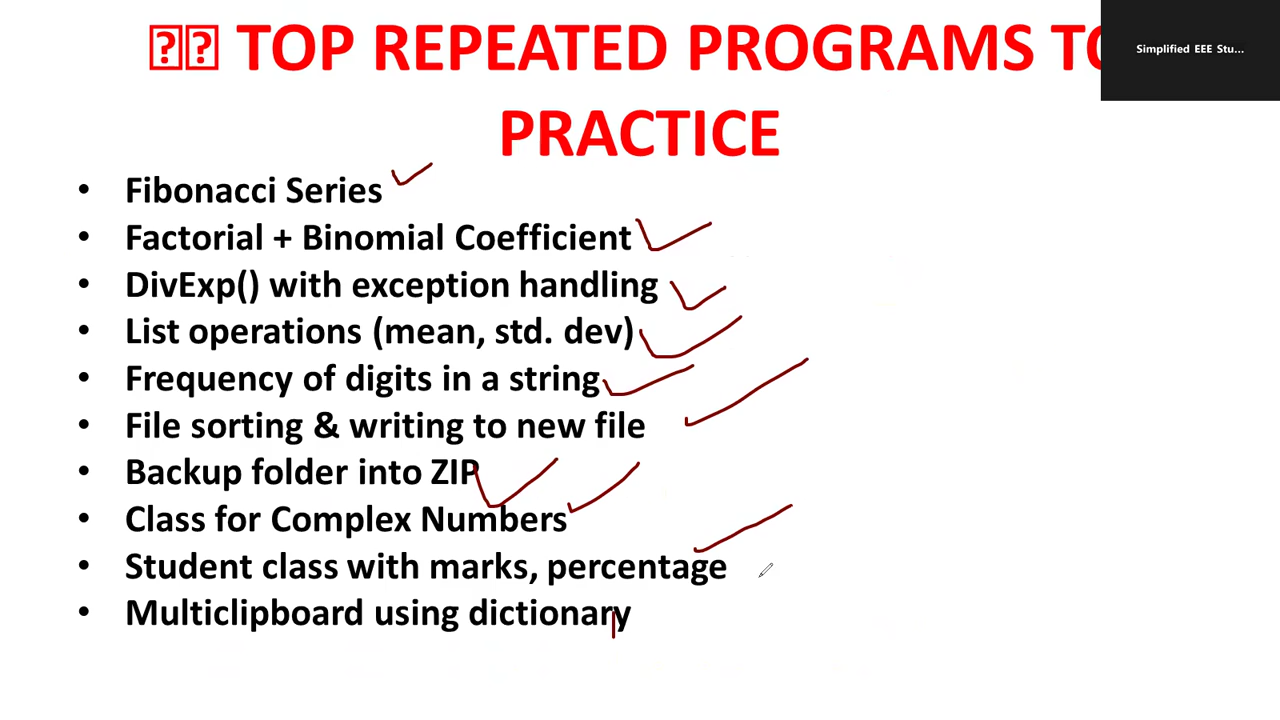 TOP REPEATED PROGRAMS TO
Simplified EEE Stu...
PRACTICE
• Fibonacci Series
• Factorial + Binomial Coefficient
• DivExp() with exception handling
• List operations (mean, std. dev)
• Frequency of digits in a string
• File sorting & writing to new file
• Backup folder into ZIP
• Class for Complex Numbers
• Student class with marks, percentage
• Multiclipboard using dictionary